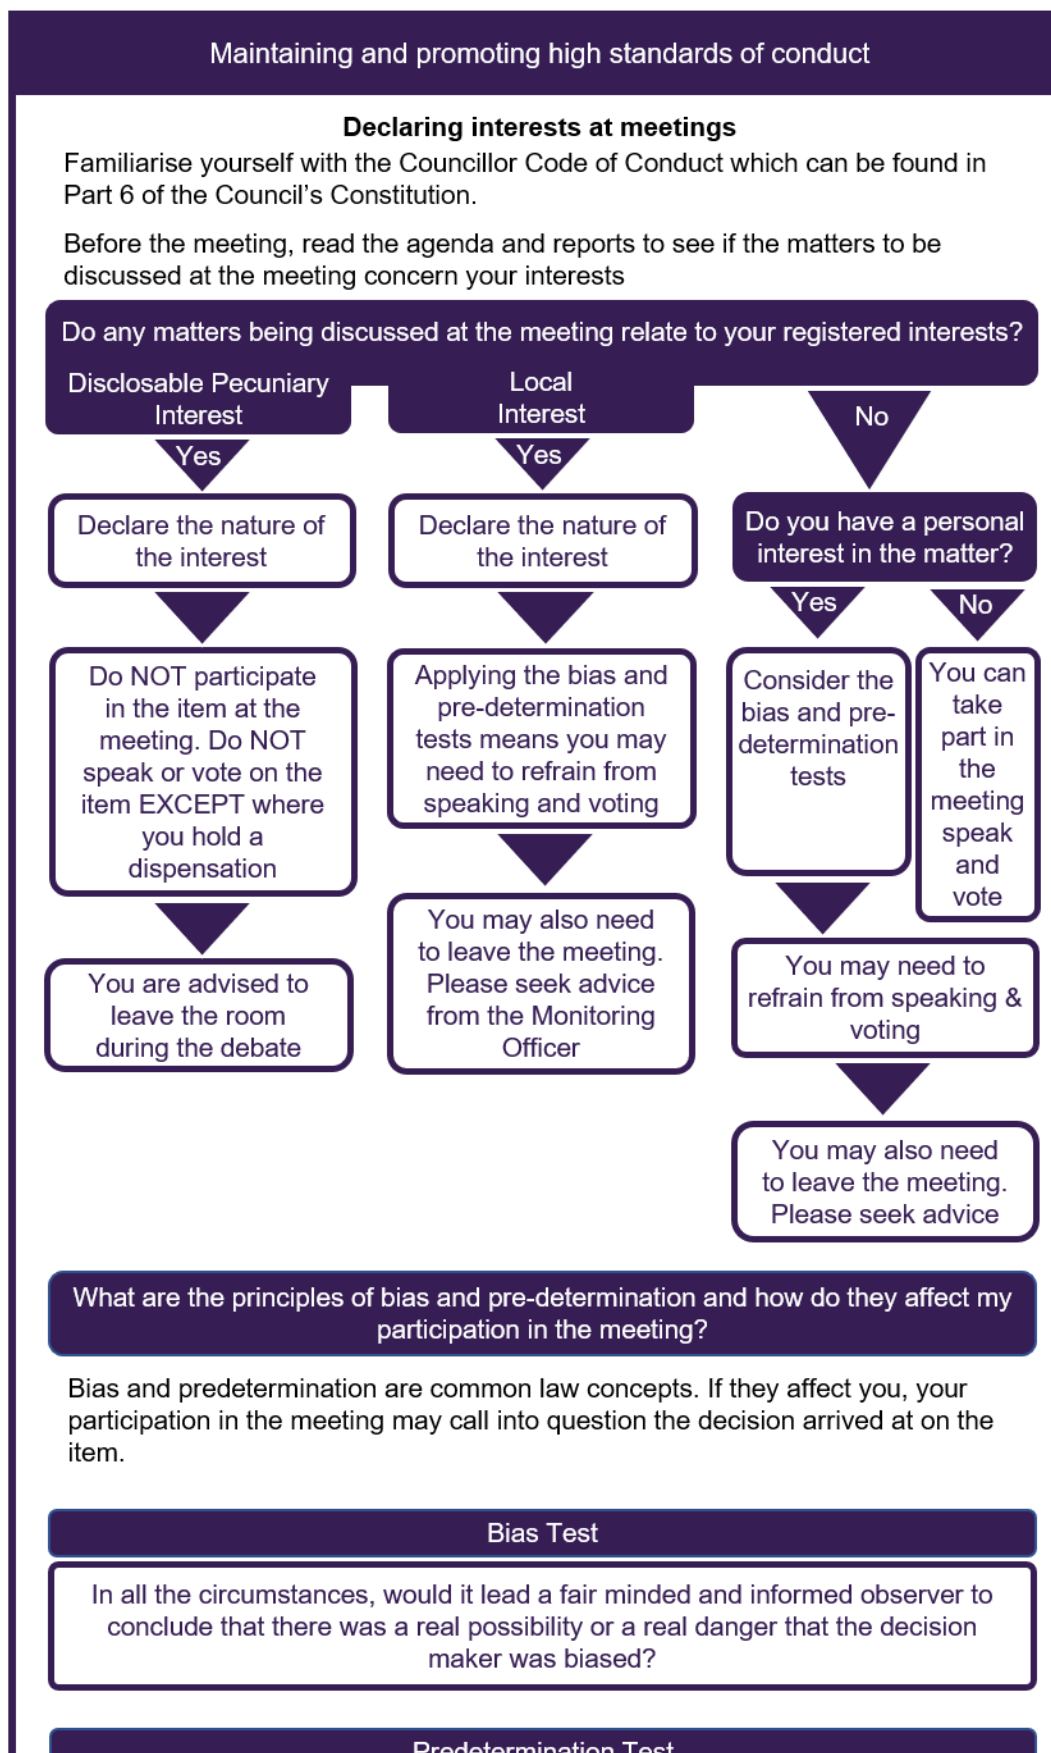 Maintaining and promoting high standards of conduct
Declaring interests at meetings
Familiarise yourself with the Councillor Code of Conduct which can be found in
Part 6 of the Council's Constitution.
Before the meeting, read the agenda and reports to see if the matters to be
discussed at the meeting concern your interests
Do any matters being discussed at the meeting relate to your registered interests?
Disclosable Pecuniary
Interest
Yes
Declare the nature of
the interest
Do NOT participate
in the item at the
meeting. Do NOT
speak or vote on the
item EXCEPT where
you hold a
dispensation
You are advised to
leave the room
during the debate
Local
Interest
Yes
Declare the nature of
the interest
Applying the bias and
pre-determination
tests means you may
need to refrain from
speaking and voting
You may also need
to leave the meeting.
Please seek advice
from the Monitoring
Officer
No
Do you have a personal
interest in the matter?
Yes
Consider the
bias and pre-
determination
tests
You may need to
refrain from speaking &
voting
You may also need
to leave the meeting.
Please seek advice
No
You can
take
part in
the
meeting
speak
and
vote
What are the principles of bias and pre-determination and how do they affect my
participation in the meeting?
Bias and predetermination are common law concepts. If they affect you, your
participation in the meeting may call into question the decision arrived at on the
item.
Bias Test
In all the circumstances, would it lead a fair minded and informed observer to
conclude that there was a real possibility or a real danger that the decision
maker was biased?
Predetermination Test